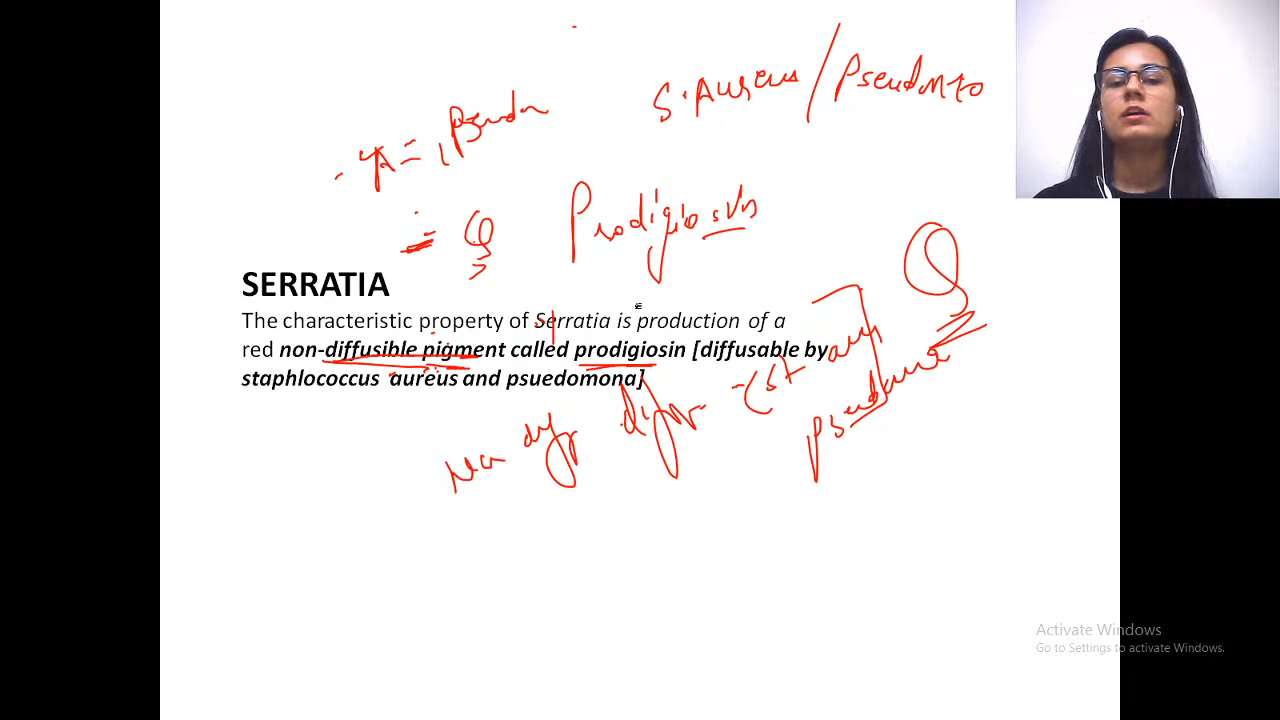 S.Aureus/Pseudomo
Pseudo
Prodigiosin
SERRATIA
The characteristic property of Serratia is production of a
red non-diffusible pigment called prodigiosin [diffusable by
staphlococcus aureus and psuedomona]
Activate Windows
Go to Settings to activate Windows.